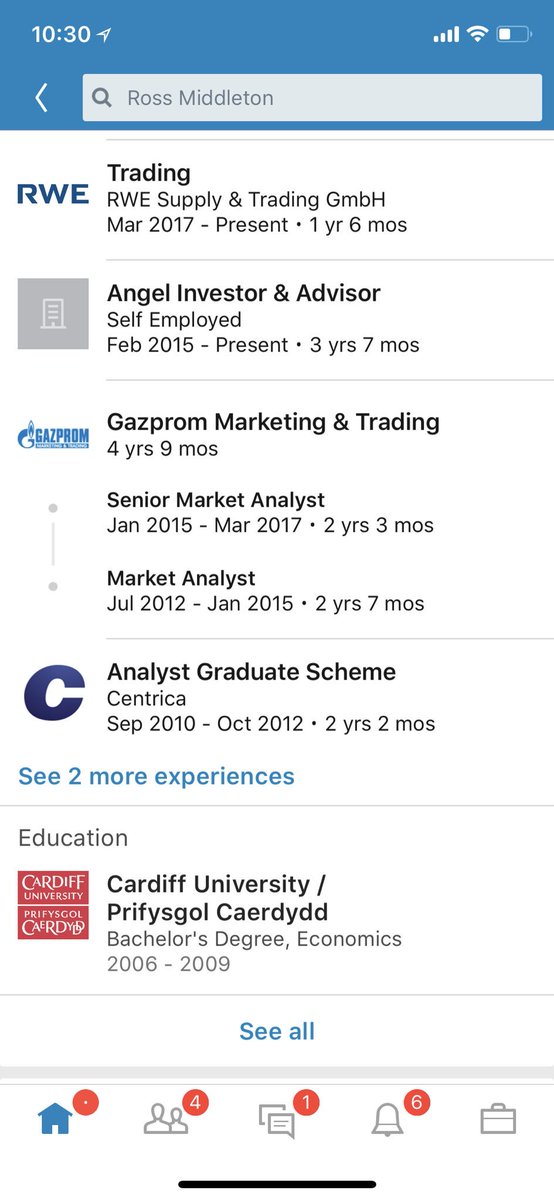 10:30
Ross Middleton
RWE
Trading
RWE Supply & Trading GmbH
Mar 2017 - Present • 1 yr 6 mos
Angel Investor & Advisor
Self Employed
Feb 2015 - Present • 3 yrs 7 mos
GAZPROM
MARKETING & TRADING
Gazprom Marketing & Trading
4 yrs 9 mos
Senior Market Analyst
Jan 2015 - Mar 2017 • 2 yrs 3 mos
Market Analyst
Jul 2012 - Jan 2015 • 2 yrs 7 mos
C
Analyst Graduate Scheme
Centrica
Sep 2010 - Oct 2012 • 2 yrs 2 mos
See 2 more experiences
Education
CARDIFF
UNIVERSITY
PRIFYSGOL
CAERDYDD
Cardiff University /
Prifysgol Caerdydd
Bachelor's Degree, Economics
2006 - 2009
See all
4
1
6